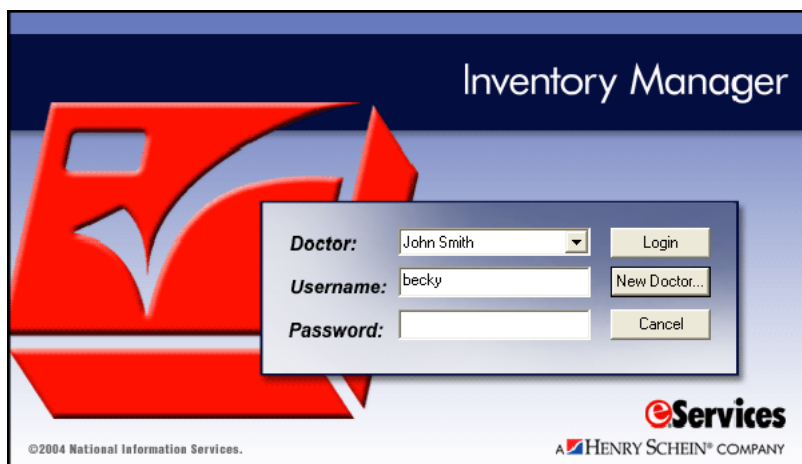 Inventory Manager
Doctor: John Smith Login
Username: becky New Doctor...
Password: Cancel
eServices
©2004 National Information Services. A HENRY SCHEIN® COMPANY